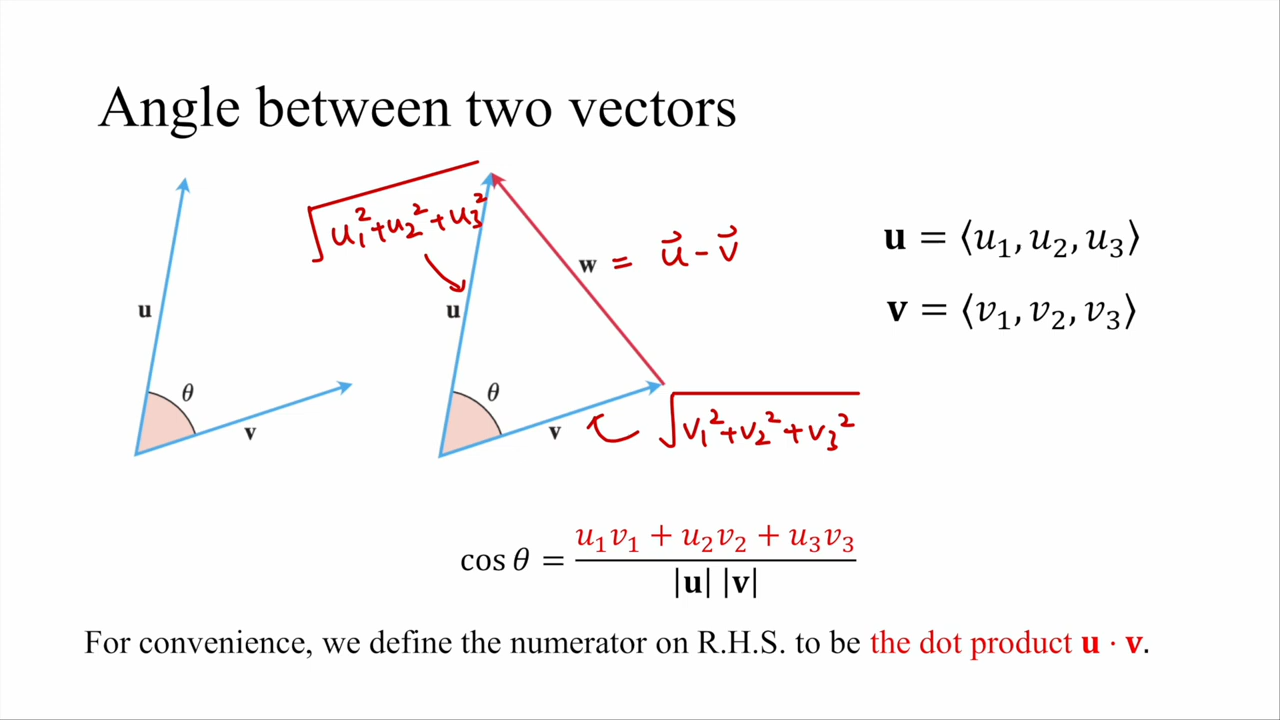 Angle between two vectors
√(u₁²+u₂²+u₃²)
w = u⃗ - v⃗
u = ⟨u₁, u₂, u₃⟩
v = ⟨v₁, v₂, v₃⟩
u
u
θ
θ
v
v
√(v₁²+v₂²+v₃²)
cos θ = (u₁v₁ + u₂v₂ + u₃v₃) / (|u| |v|)
For convenience, we define the numerator on R.H.S. to be the dot product u · v.